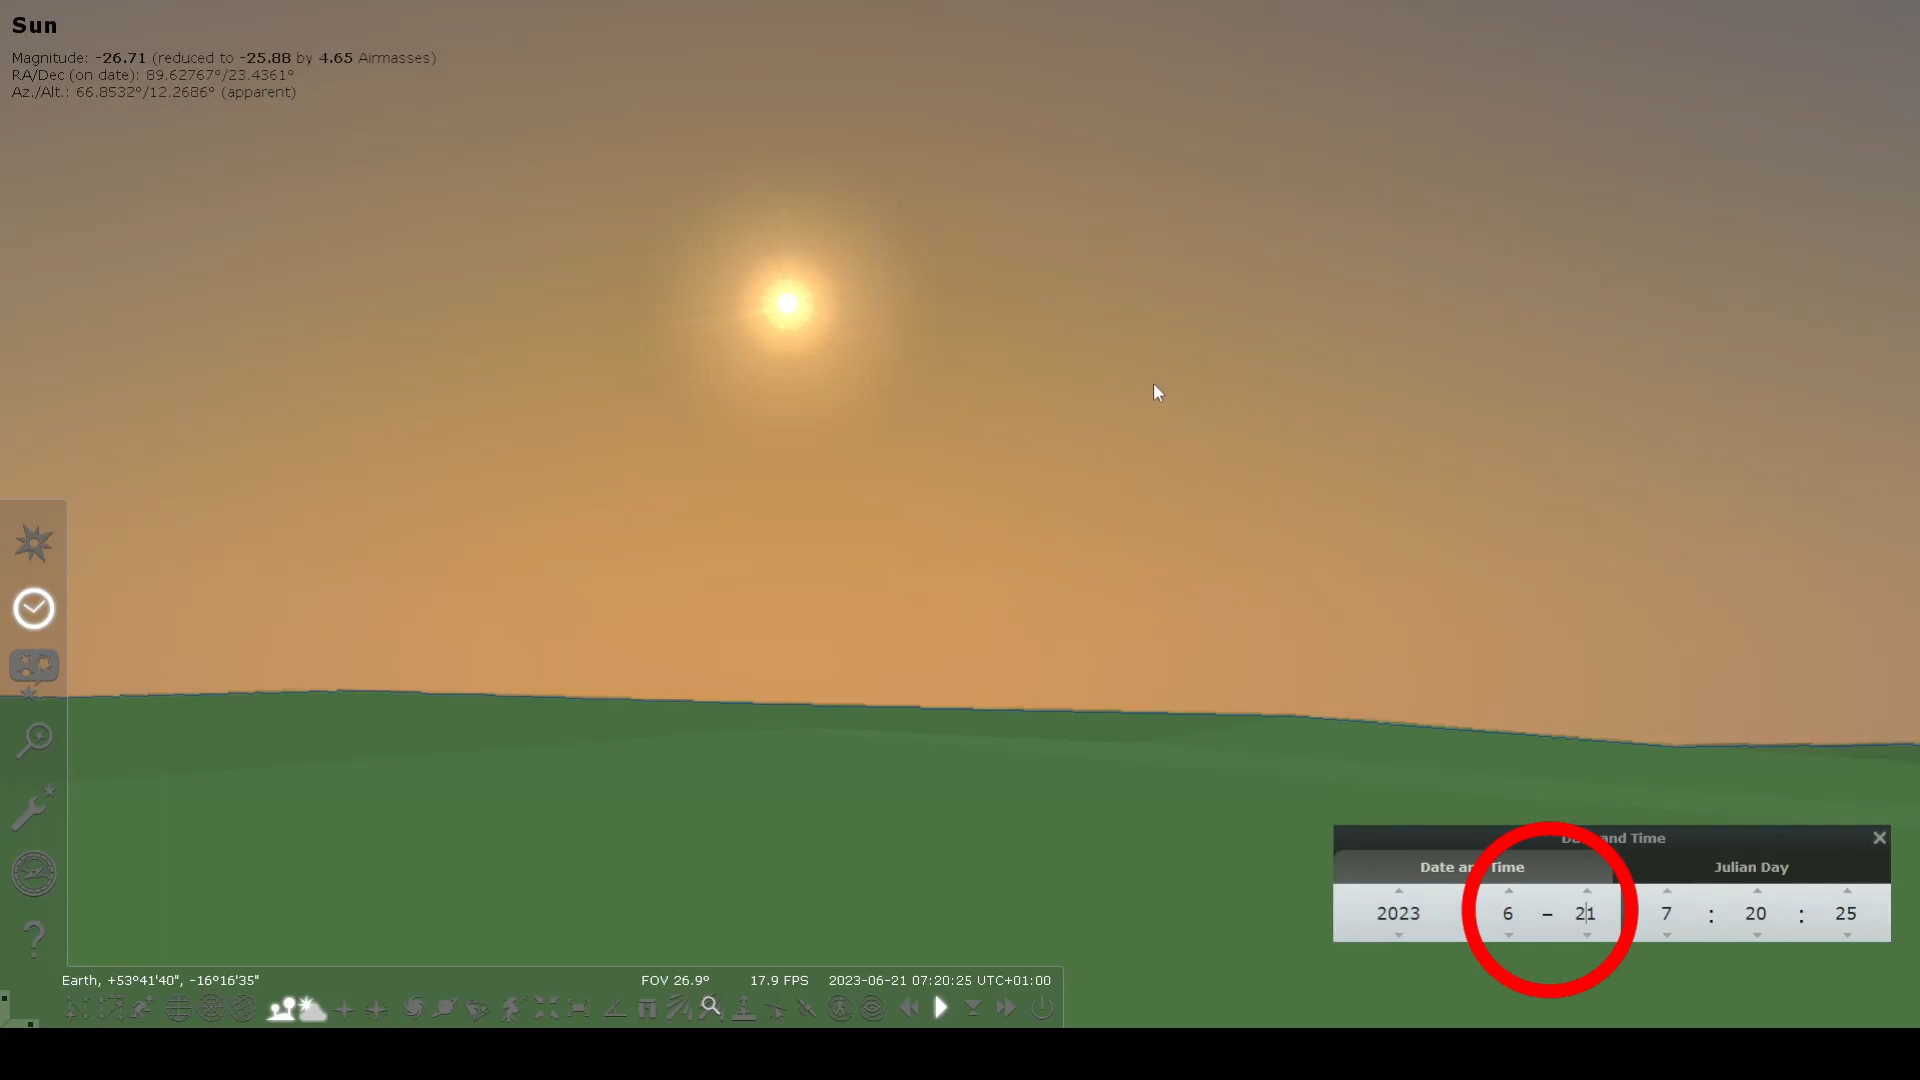 Sun
Magnitude: -26.71 (reduced to -25.88 by 4.65 Airmasses)
RA/Dec (on date): 89.62767°/23.4361°
Az./Alt.: 66.8532°/12.2686° (apparent)
and Time
Date an Time
Julian Day
2023 6 – 21 7 : 20 : 25
Earth, +53°41'40", -16°16'35" FOV 26.9° 17.9 FPS 2023-06-21 07:20:25 UTC+01:00